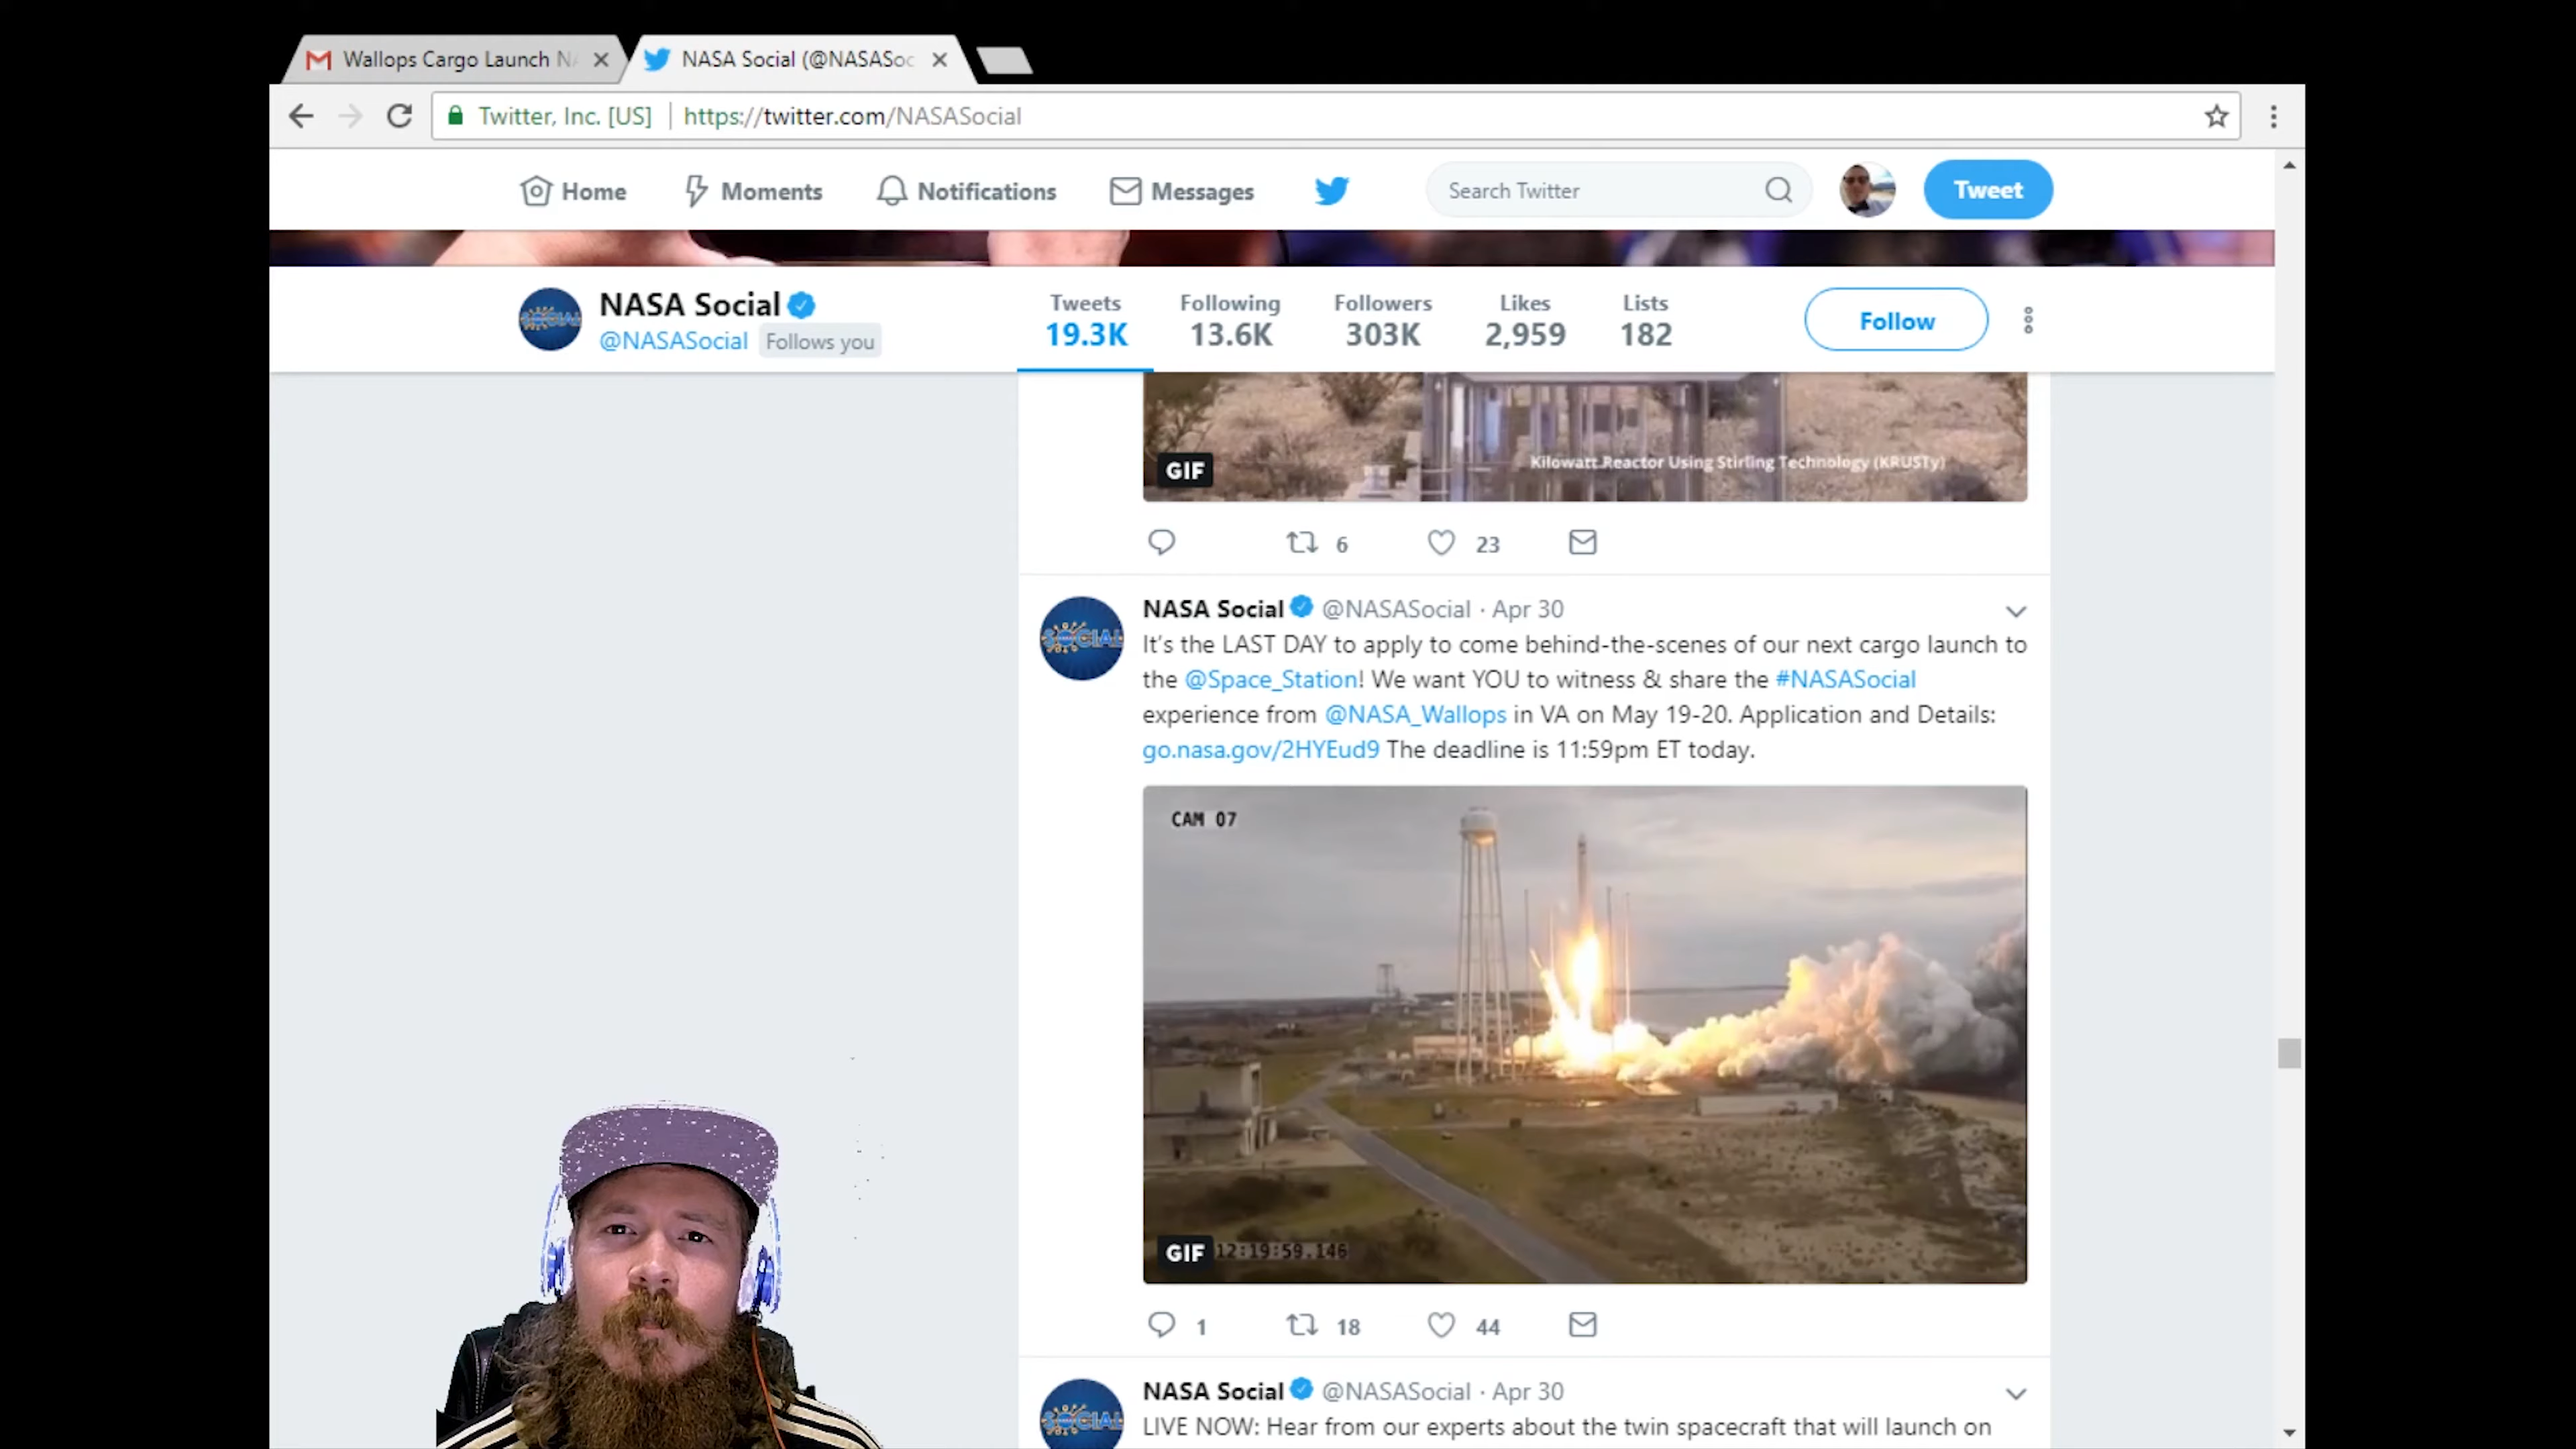 Wallops Cargo Launch NA
NASA Social (@NASASoc
Twitter, Inc. [US] https://twitter.com/NASASocial
Home Moments Notifications Messages Search Twitter Tweet
NASA Social
@NASASocial Follows you
Tweets Following Followers Likes Lists
19.3K 13.6K 303K 2,959 182
Follow
Kilowatt Reactor Using Stirling Technology (KRUSTy)
GIF
6 23
NASA Social @NASASocial · Apr 30
It's the LAST DAY to apply to come behind-the-scenes of our next cargo launch to
the @Space_Station! We want YOU to witness & share the #NASASocial
experience from @NASA_Wallops in VA on May 19-20. Application and Details:
go.nasa.gov/2HYEud9 The deadline is 11:59pm ET today.
CAM 07
GIF 12:19:59.146
1 18 44
NASA Social @NASASocial · Apr 30
LIVE NOW: Hear from our experts about the twin spacecraft that will launch on
SOCIAL
SOCIAL
SOCIAL